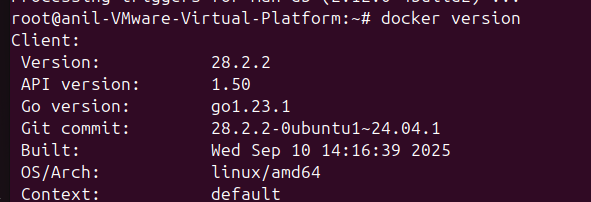 root@anil-VMware-Virtual-Platform:~# docker version
Client:
 Version:           28.2.2
 API version:       1.50
 Go version:        go1.23.1
 Git commit:        28.2.2-0ubuntu1~24.04.1
 Built:             Wed Sep 10 14:16:39 2025
 OS/Arch:           linux/amd64
 Context:           default